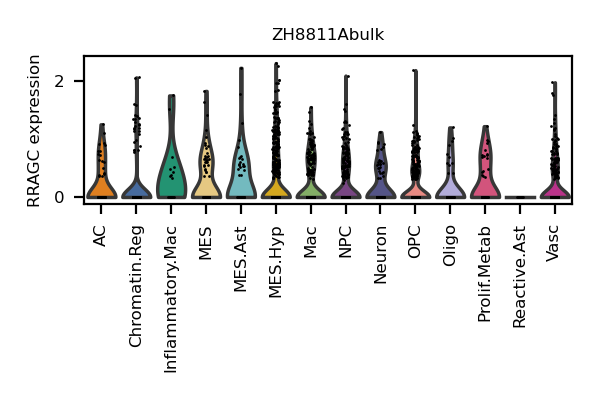 ZH8811Abulk
RRAGC expression
2
0
AC
Chromatin.Reg
Inflammatory.Mac
MES
MES.Ast
MES.Hyp
Mac
NPC
Neuron
OPC
Oligo
Prolif.Metab
Reactive.Ast
Vasc